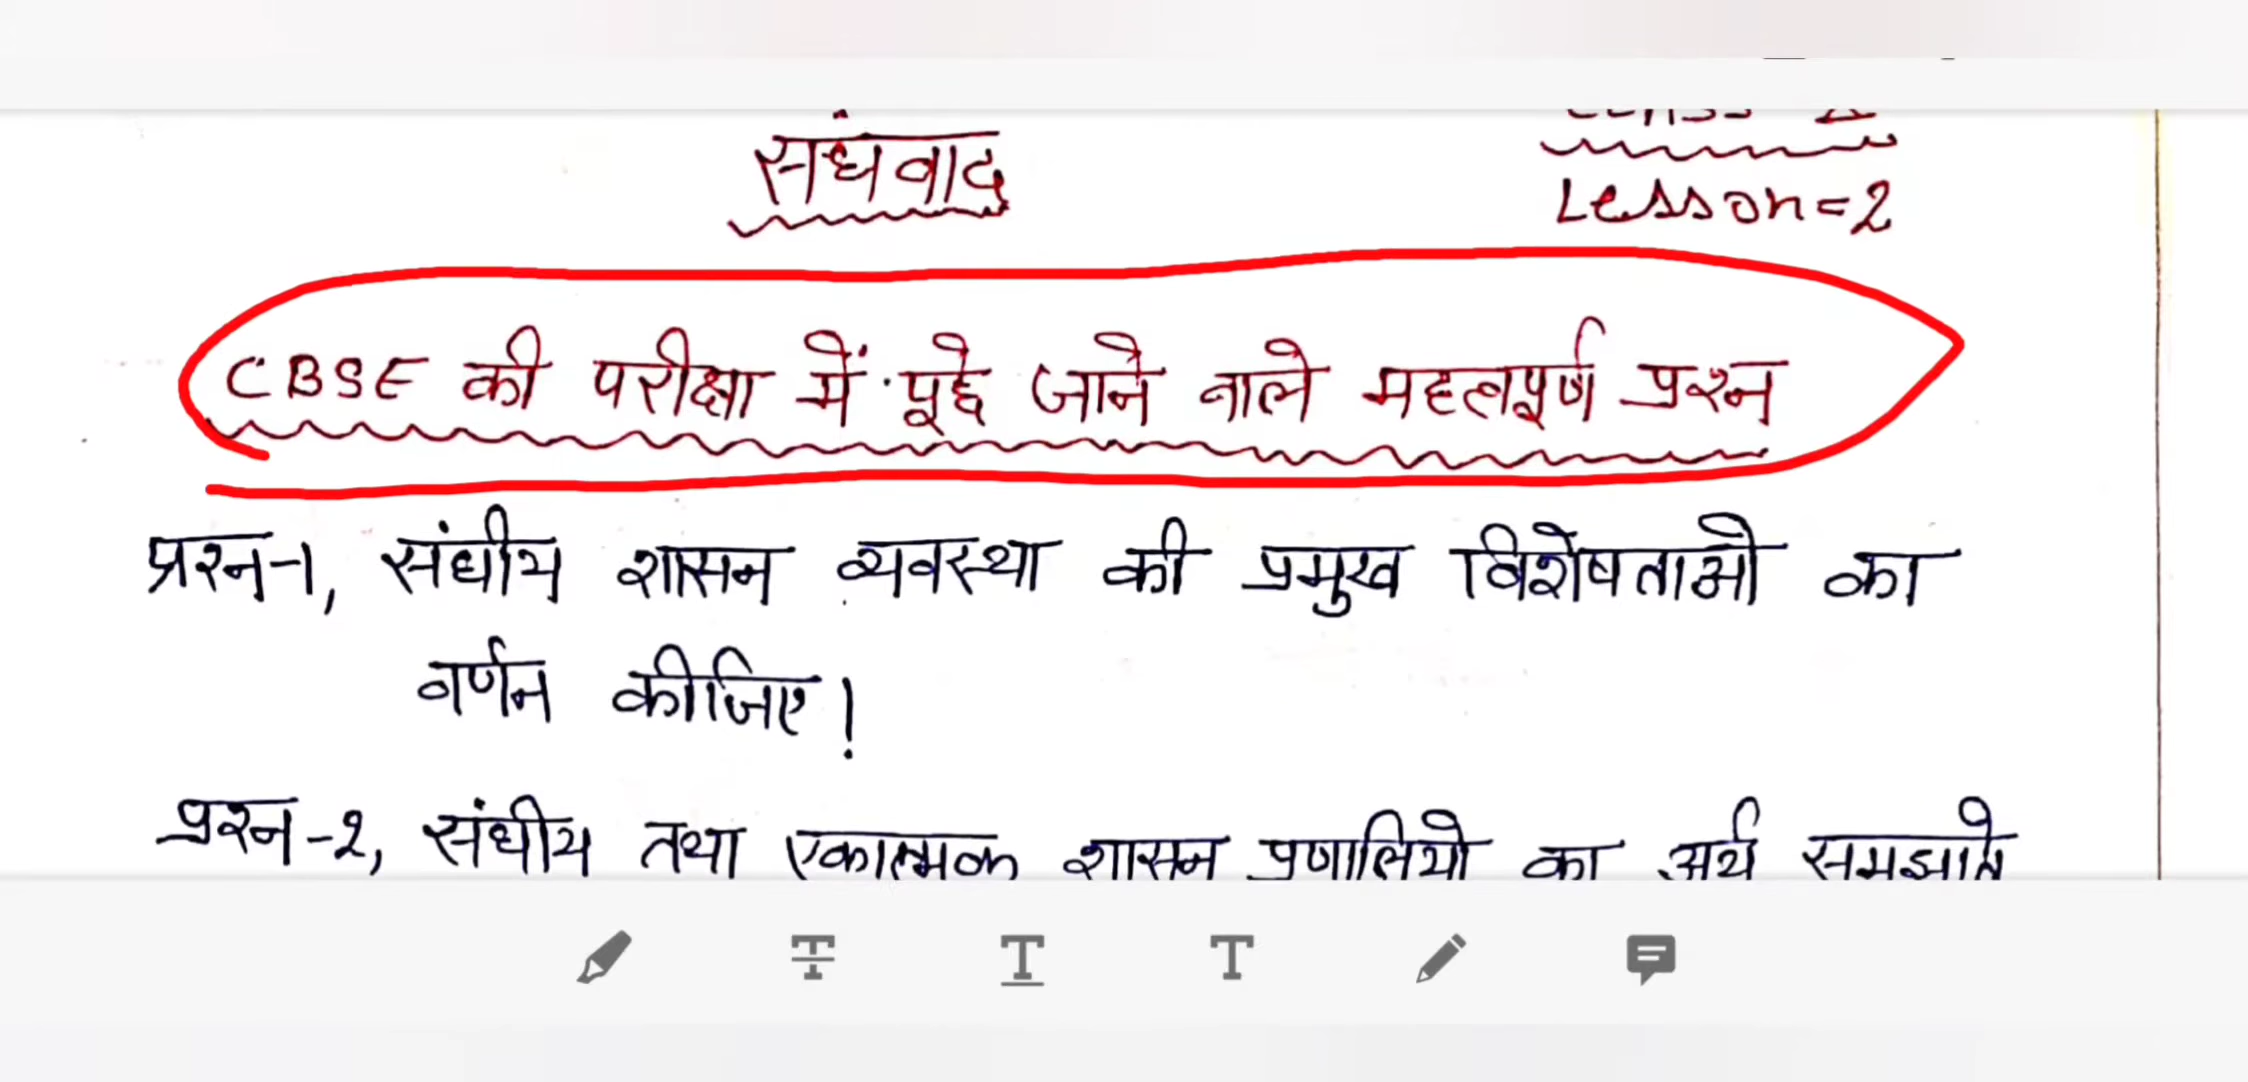 संघवाद
Lesson=2
CBSE की परीक्षा में पूछे जाने वाले महत्वपूर्ण प्रश्न
प्रश्न-1, संघीय शासन व्यवस्था की प्रमुख विशेषताओ का
वर्णन कीजिए!
प्रश्न-2, संघीय तथा एकात्मक शासन प्रणालियो का अर्थ समझाते